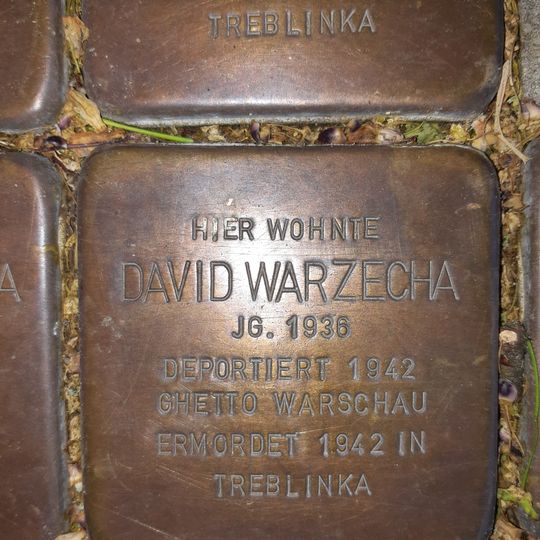 TREBLINKA
HIER WOHNTE
DAVID WARZECHA
JG. 1936
DEPORTIERT 1942
GHETTO WARSCHAU
ERMORDET 1942 IN
TREBLINKA
A